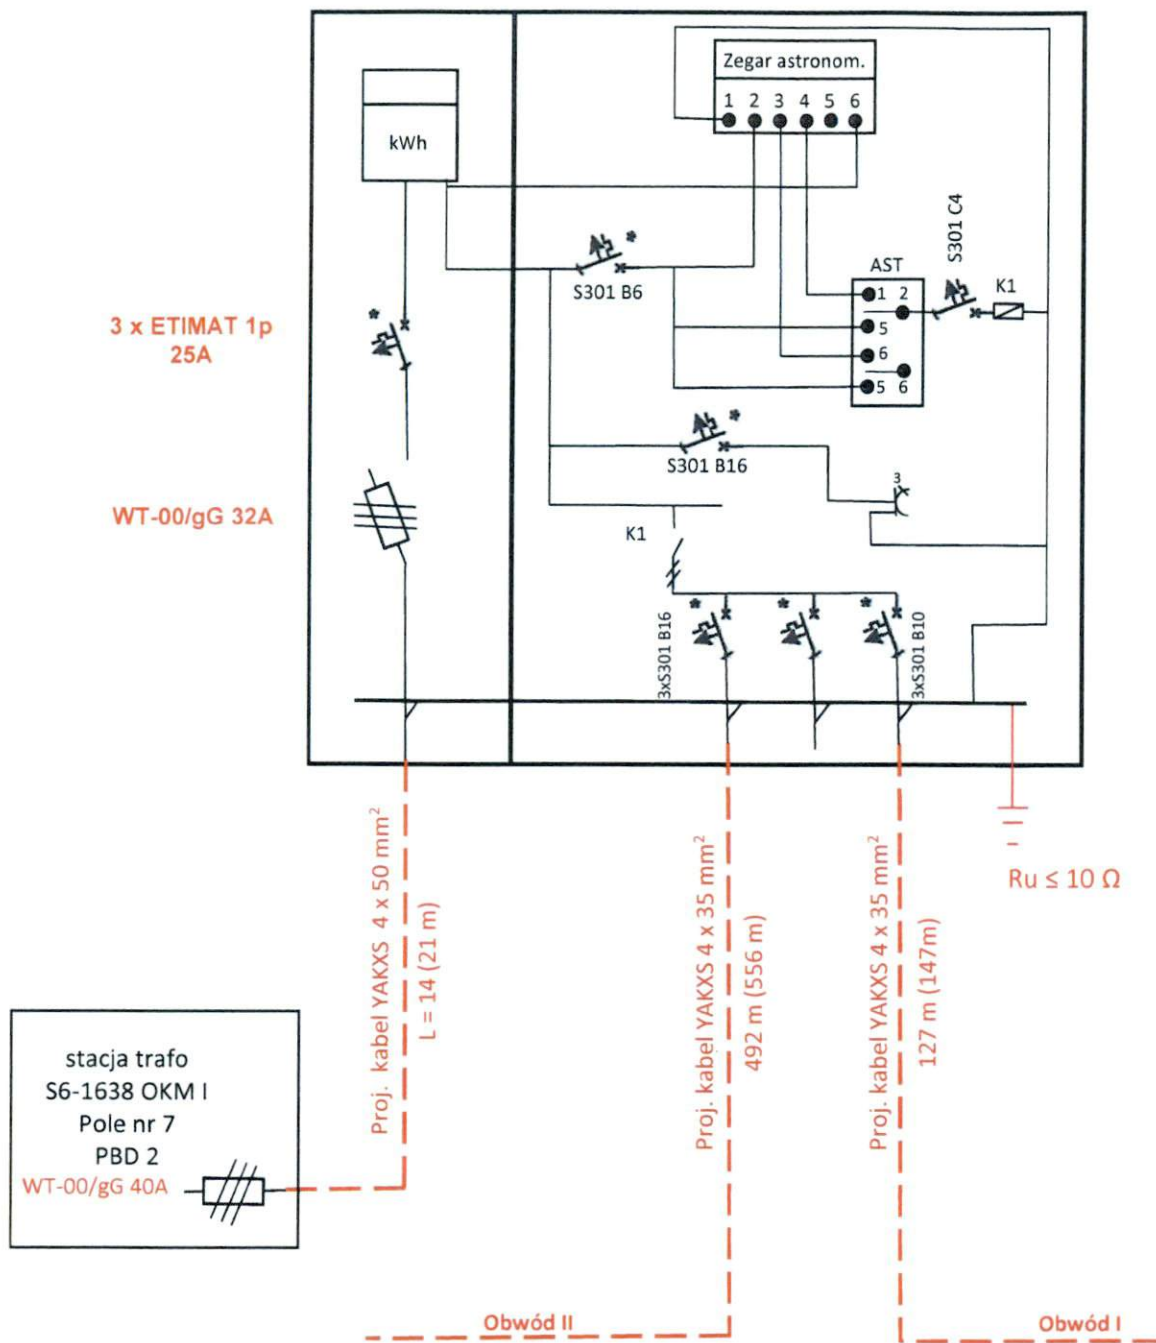 Zegar astronom.
1 2 3 4 5 6
kWh
S301 C4
AST
K1
1 2
5
6
5 6
S301 B6
*
3 x ETIMAT 1p
25A
*
S301 B16
*
3
WT-00/gG 32A
K1
3xS301 B16
*
*
*
3xS301 B10
Proj. kabel YAKXS 4 x 50 mm²
L = 14 (21 m)
Proj. kabel YAKXS 4 x 35 mm²
492 m (556 m)
Proj. kabel YAKXS 4 x 35 mm²
127 m (147m)
Ru ≤ 10 Ω
stacja trafo
S6-1638 OKM I
Pole nr 7
PBD 2
WT-00/gG 40A
Obwód II
Obwód I